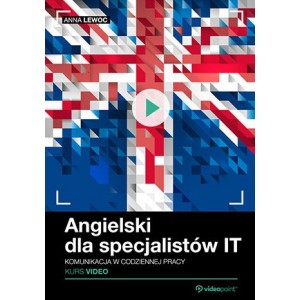 ANNA LEWOC
Angielski
dla specjalistów IT
KOMUNIKACJA W CODZIENNEJ PRACY
KURS VIDEO
videopoint